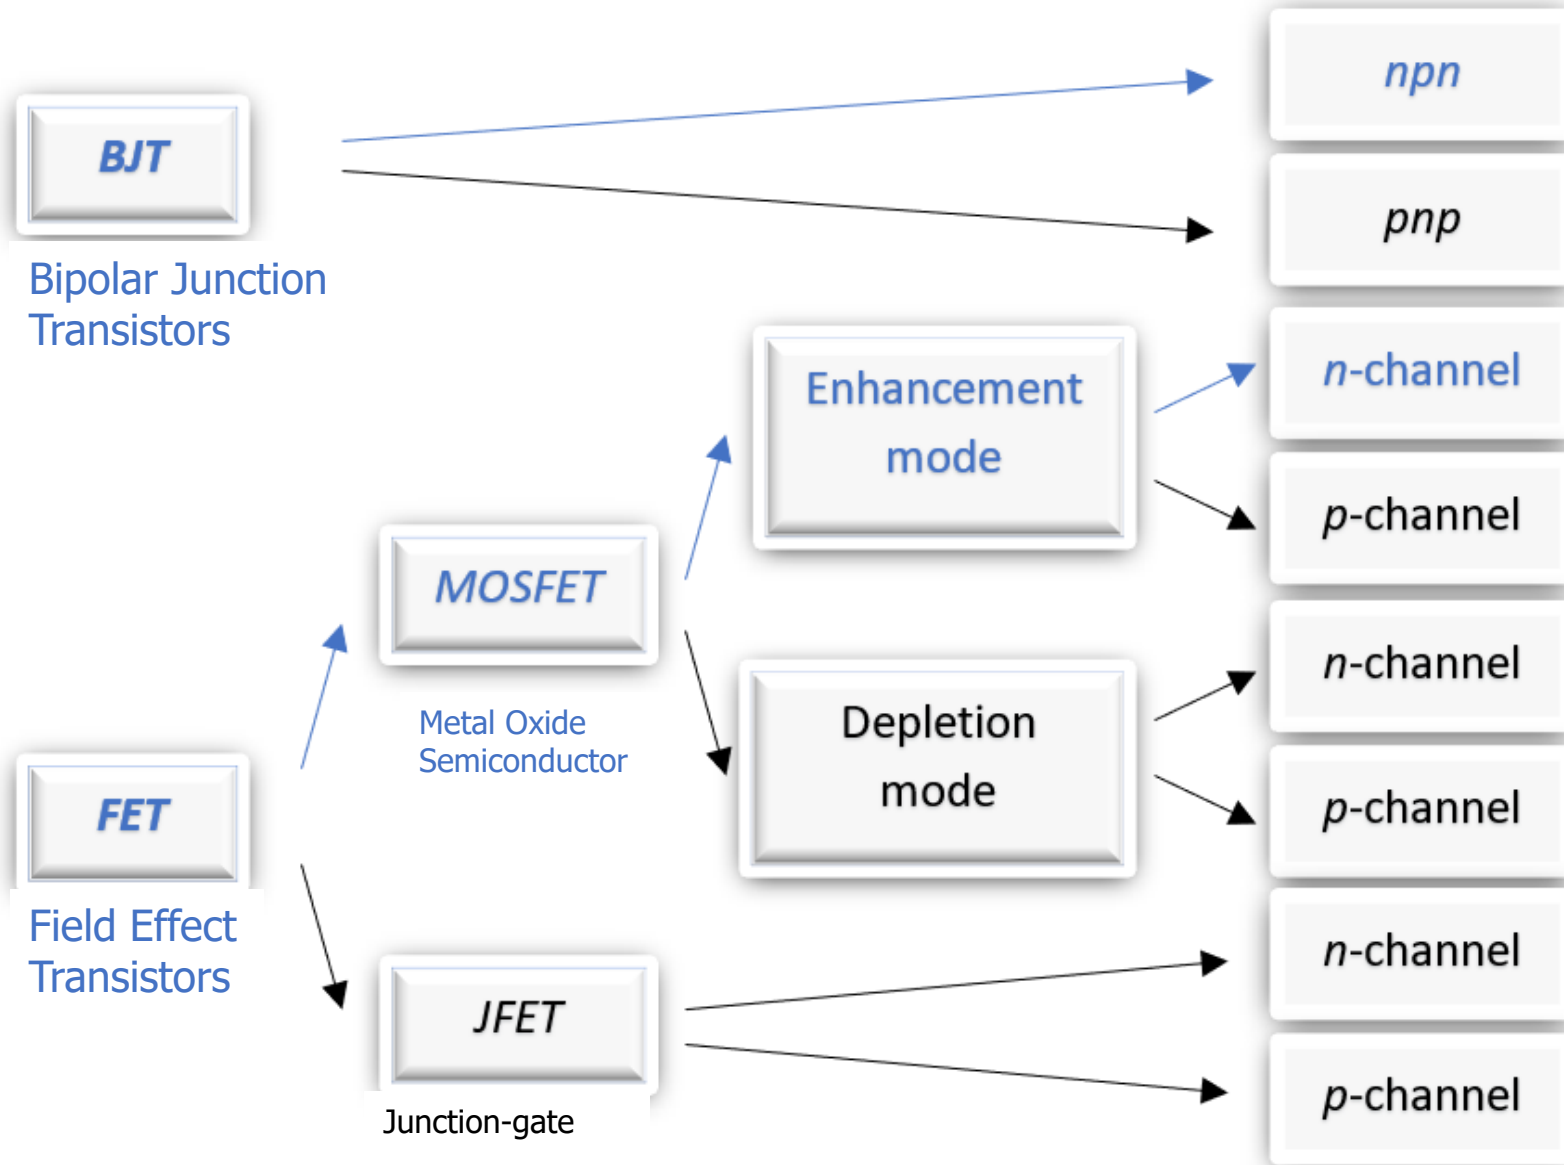 npn
BJT
pnp
Bipolar Junction
Transistors
Enhancement
mode
n-channel
p-channel
MOSFET
Metal Oxide
Semiconductor
Depletion
mode
n-channel
p-channel
FET
Field Effect
Transistors
JFET
Junction-gate
n-channel
p-channel